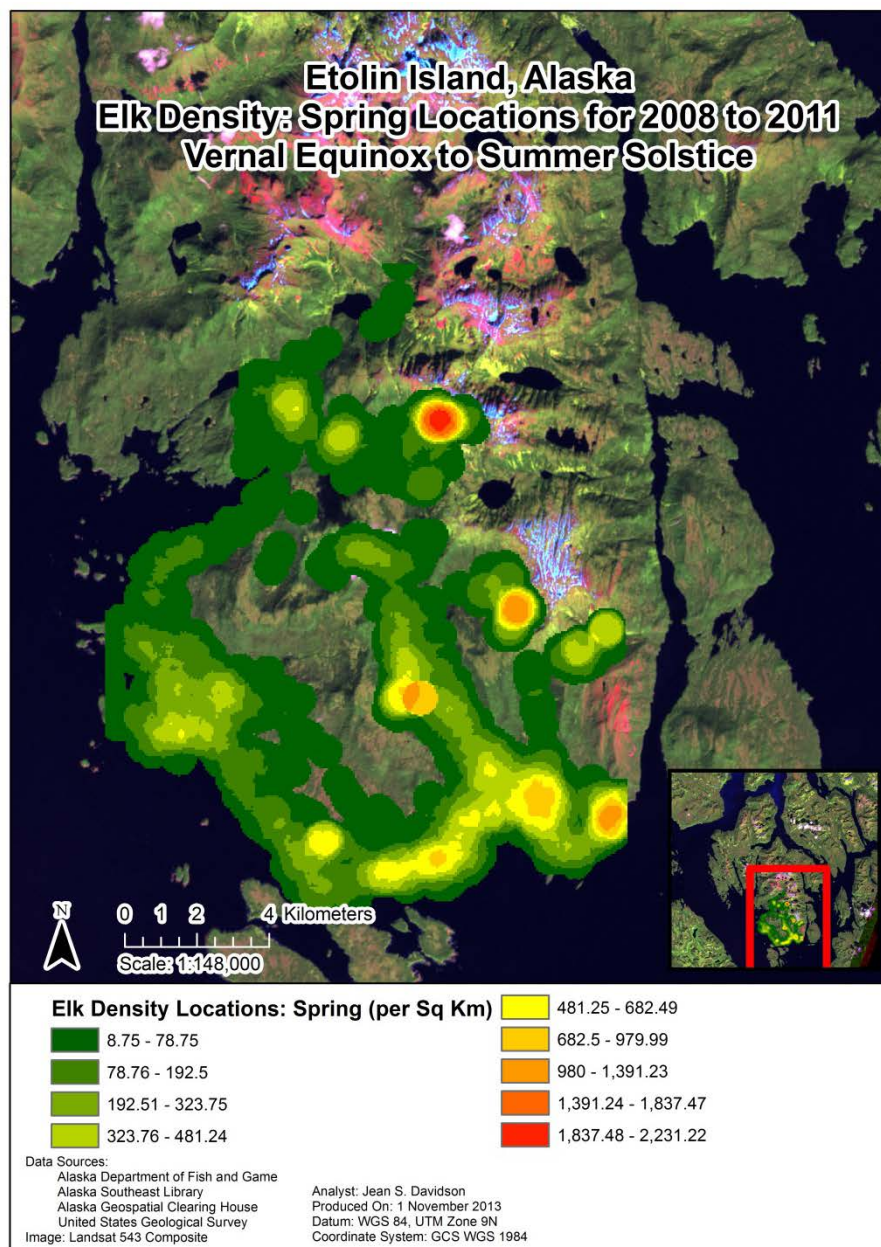 Etolin Island, Alaska
Elk Density: Spring Locations for 2008 to 2011
Vernal Equinox to Summer Solstice
N
0 1 2 4 Kilometers
Scale: 1:148,000
Elk Density Locations: Spring (per Sq Km)
8.75 - 78.75
78.76 - 192.5
192.51 - 323.75
323.76 - 481.24
481.25 - 682.49
682.5 - 979.99
980 - 1,391.23
1,391.24 - 1,837.47
1,837.48 - 2,231.22
Data Sources:
Alaska Department of Fish and Game
Alaska Southeast Library
Alaska Geospatial Clearing House
United States Geological Survey
Image: Landsat 543 Composite
Analyst: Jean S. Davidson
Produced On: 1 November 2013
Datum: WGS 84, UTM Zone 9N
Coordinate System: GCS WGS 1984